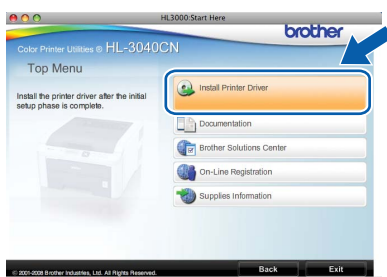 HL3000:Start Here
brother
Color Printer Utilities ® HL-3040CN
Top Menu
Install the printer driver after the initial
setup phase is complete.
Install Printer Driver
Documentation
Brother Solutions Center
On-Line Registration
Supplies Information
© 2001-2008 Brother Industries, Ltd. All Rights Reserved.
Back
Exit